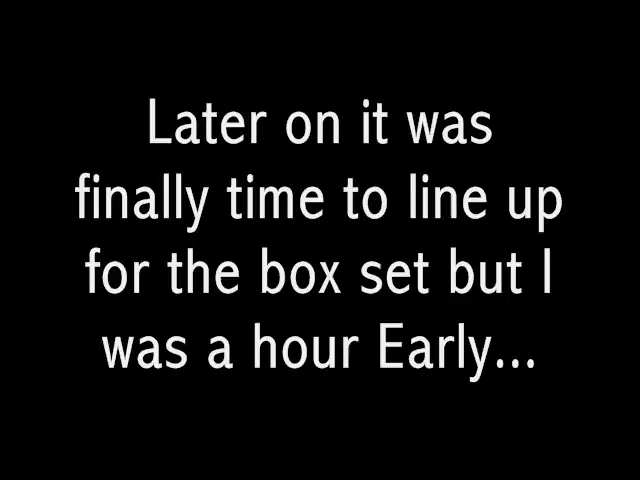 Later on it was
finally time to line up
for the box set but I
was a hour Early...